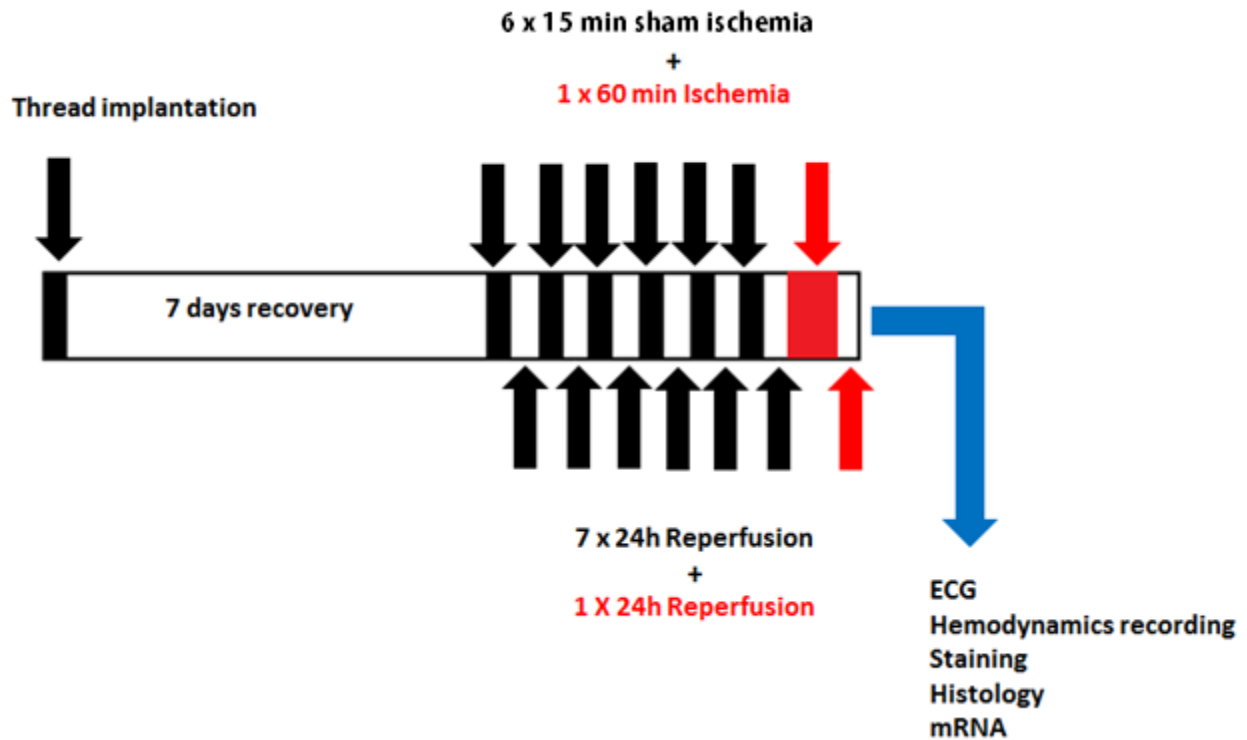 6 x 15 min sham ischemia
+
1 x 60 min Ischemia
Thread implantation
7 days recovery
7 x 24h Reperfusion
+
1 X 24h Reperfusion
ECG
Hemodynamics recording
Staining
Histology
mRNA